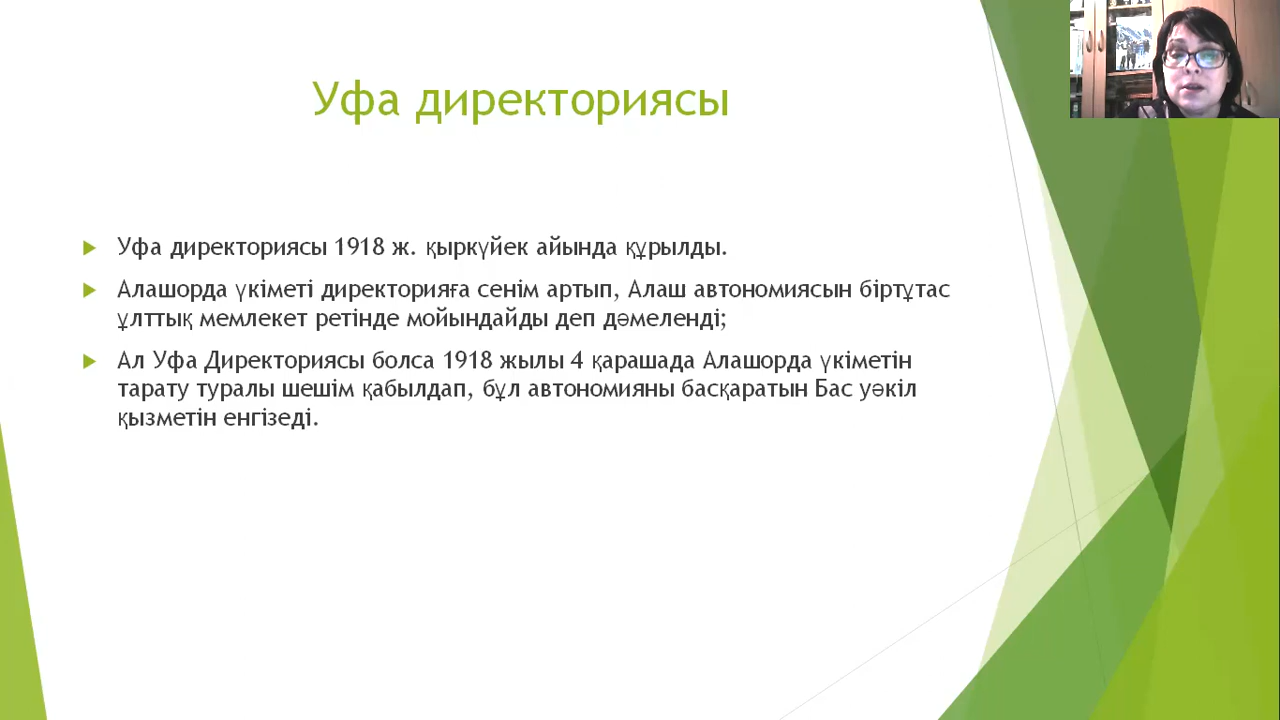 Уфа директориясы
Уфа директориясы 1918 ж. қыркүйек айында құрылды.
Алашорда үкіметі директорияға сенім артып, Алаш автономиясын біртұтас
ұлттық мемлекет ретінде мойындайды деп дәмеленді;
Ал Уфа Директориясы болса 1918 жылы 4 қарашада Алашорда үкіметін
тарату туралы шешім қабылдап, бұл автономияны басқаратын Бас уәкіл
қызметін енгізеді.